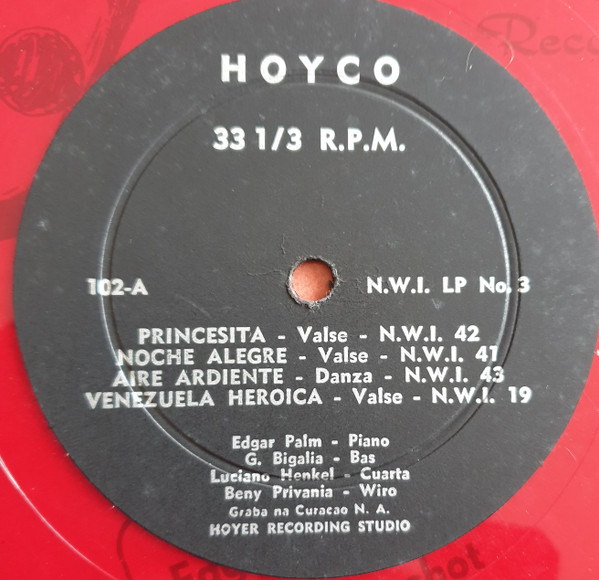 HOYCO
33 1/3 R.P.M.
102-A
N.W.I. LP No. 3
PRINCESITA - Valse - N.W.I. 42
NOCHE ALEGRE - Valse - N.W.I. 41
AIRE ARDIENTE - Danza - N.W.I. 43
VENEZUELA HEROICA - Valse - N.W.I. 19
Edgar Palm - Piano
G. Bigalia - Bas
Luciano Henkel - Cuarta
Beny Privania - Wiro
Graba na Curacao N. A.
HOYER RECORDING STUDIO